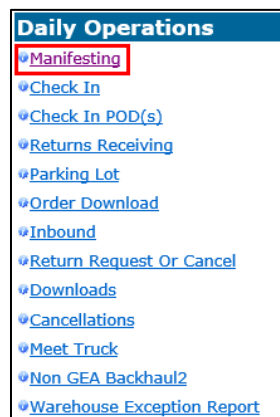 Daily Operations
Manifesting
Check In
Check In POD(s)
Returns Receiving
Parking Lot
Order Download
Inbound
Return Request Or Cancel
Downloads
Cancellations
Meet Truck
Non GEA Backhaul2
Warehouse Exception Report